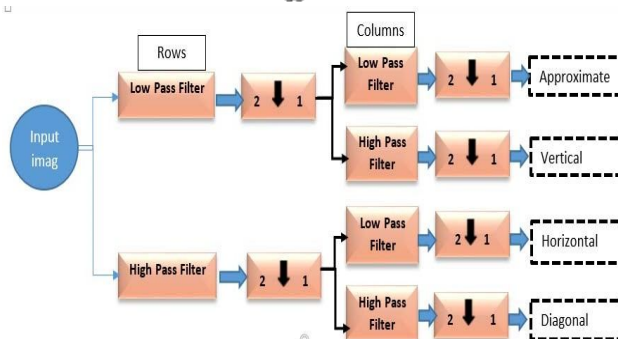 Rows
Columns
Low Pass Filter
2 1
Low Pass
Filter
2 1
Approximate
Input
imag
High Pass
Filter
2 1
Vertical
High Pass Filter
2 1
Low Pass
Filter
2 1
Horizontal
High Pass
Filter
2 1
Diagonal